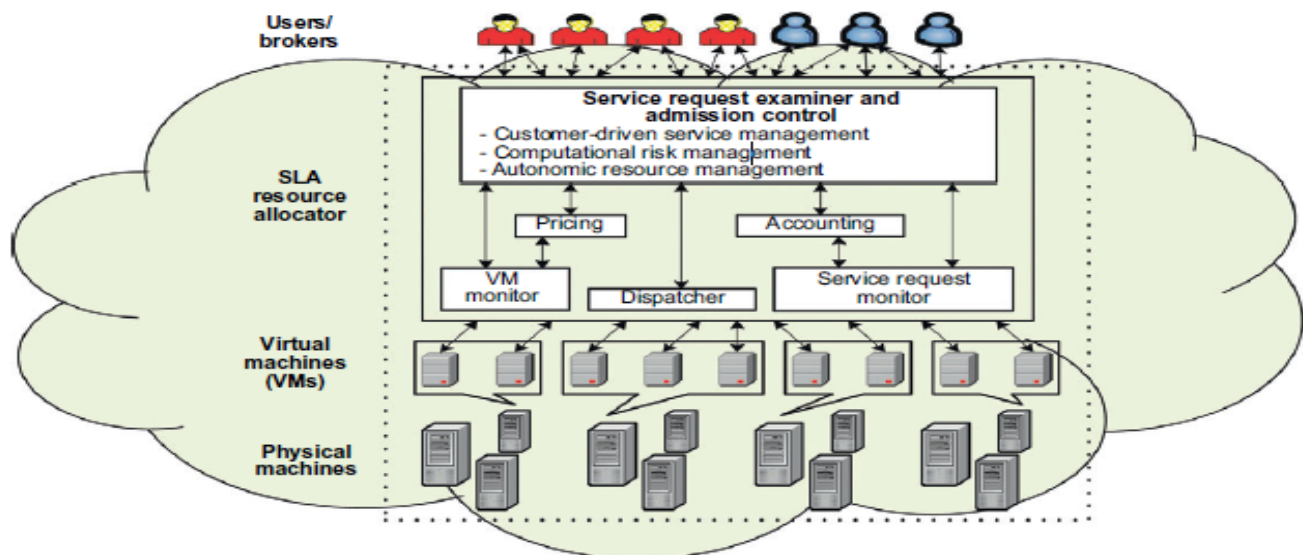 Users/
brokers
Service request examiner and
admission control
- Customer-driven service management
- Computational risk management
- Autonomic resource management
SLA
resource
allocator
Pricing
Accounting
VM
monitor
Dispatcher
Service request
monitor
Virtual
machines
(VMs)
Physical
machines